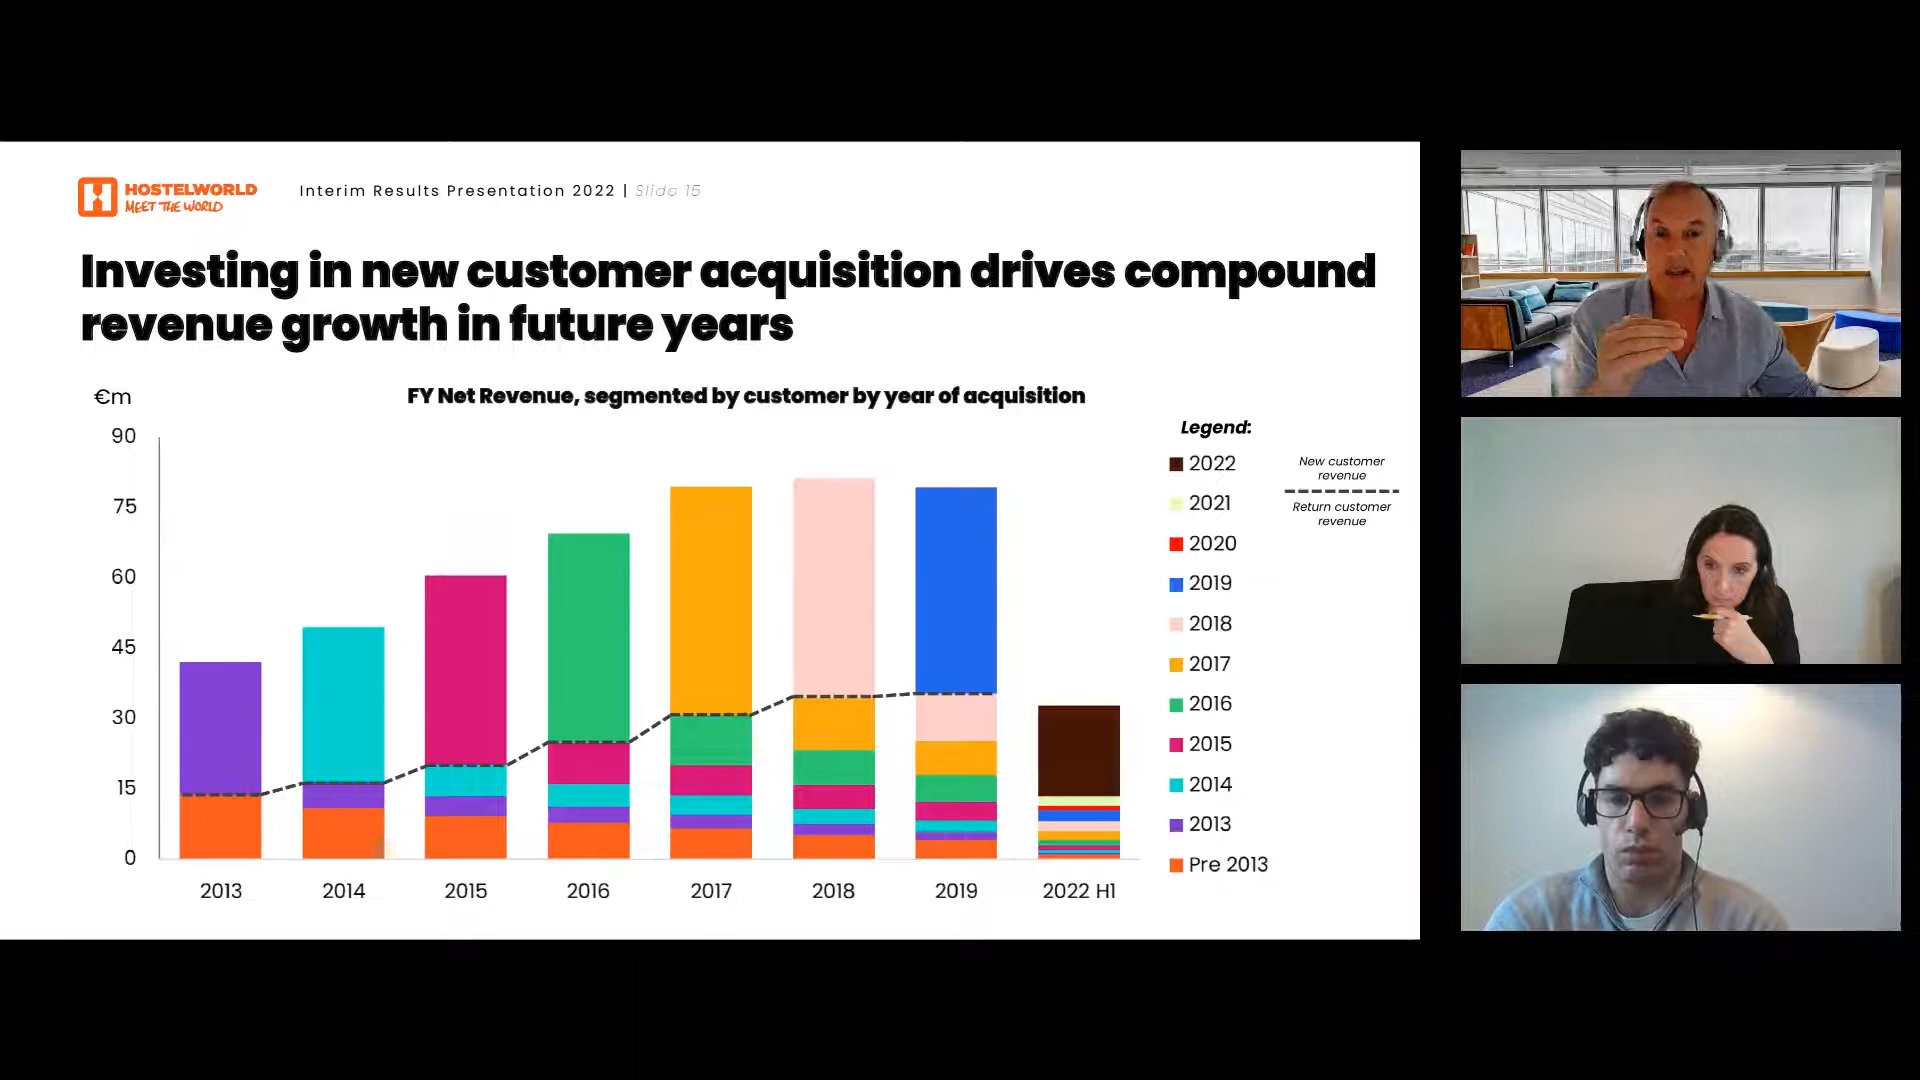 HOSTELWORLD
MEET THE WORLD
Interim Results Presentation 2022 | Slide 15
Investing in new customer acquisition drives compound
revenue growth in future years
€m
FY Net Revenue, segmented by customer by year of acquisition
90
75
60
45
30
15
0
2013
2014
2015
2016
2017
2018
2019
2022 H1
Legend:
2022
2021
2020
2019
2018
2017
2016
2015
2014
2013
Pre 2013
New customer
revenue
Return customer
revenue